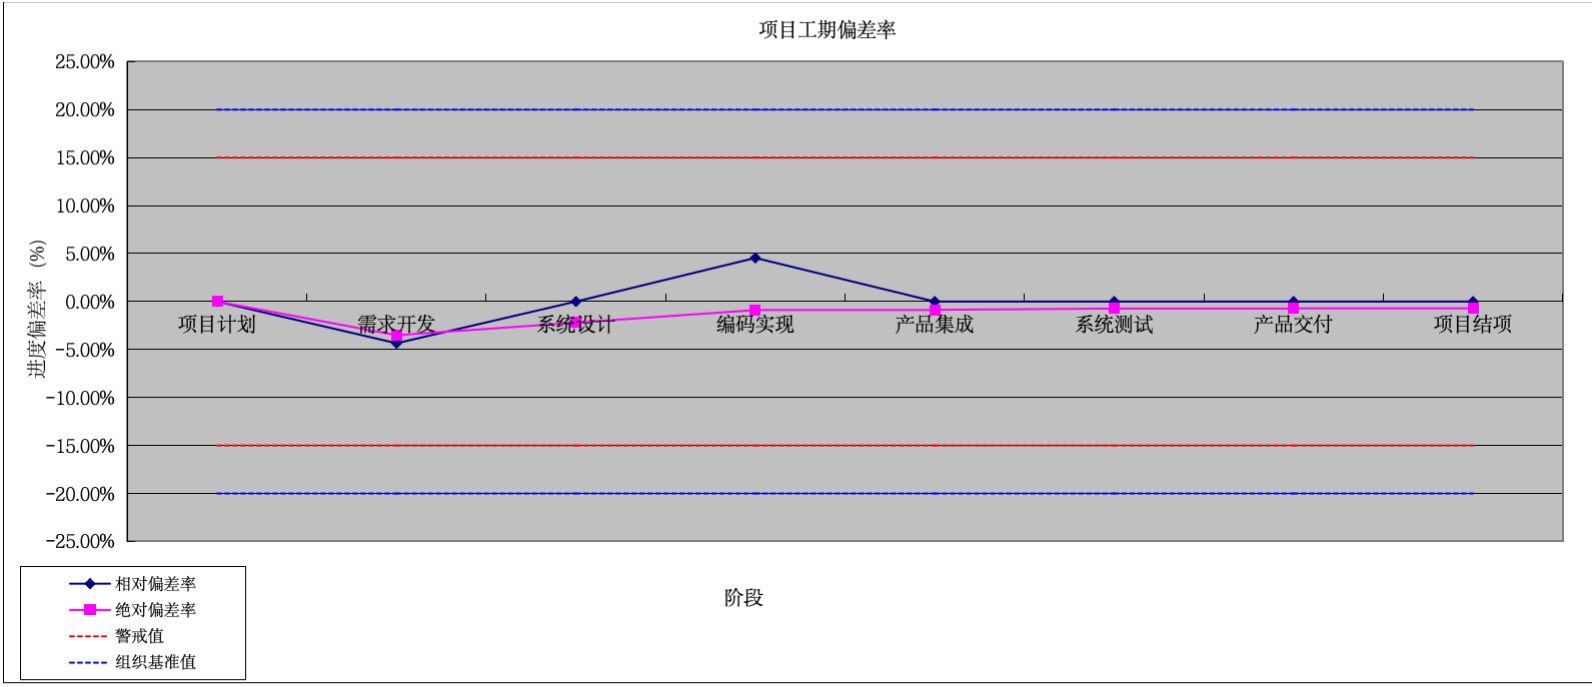 项目工期偏差率
25.00%
20.00%
15.00%
10.00%
5.00%
0.00%
-5.00%
-10.00%
-15.00%
-20.00%
-25.00%
进度偏差率 (%)
项目计划 需求开发 系统设计 编码实现 产品集成 系统测试 产品交付 项目结项
阶段
相对偏差率
绝对偏差率
警戒值
组织基准值